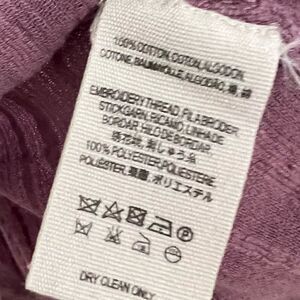 100% COTTON, COTON, ALGODON,
COTONE, BAUMWOLLE, ALGODÃO, 棉, 綿
EMBROIDERY THREAD, FIL A BRODER
STICKGARN, RICAMO, LINHA DE
BORDAR, HILO DE BORDAR
绣花线, 刺しゅう糸
100% POLYESTER, POLYESTERE,
POLIÉSTER, 聚酯, ポリエステル
DRY CLEAN ONLY